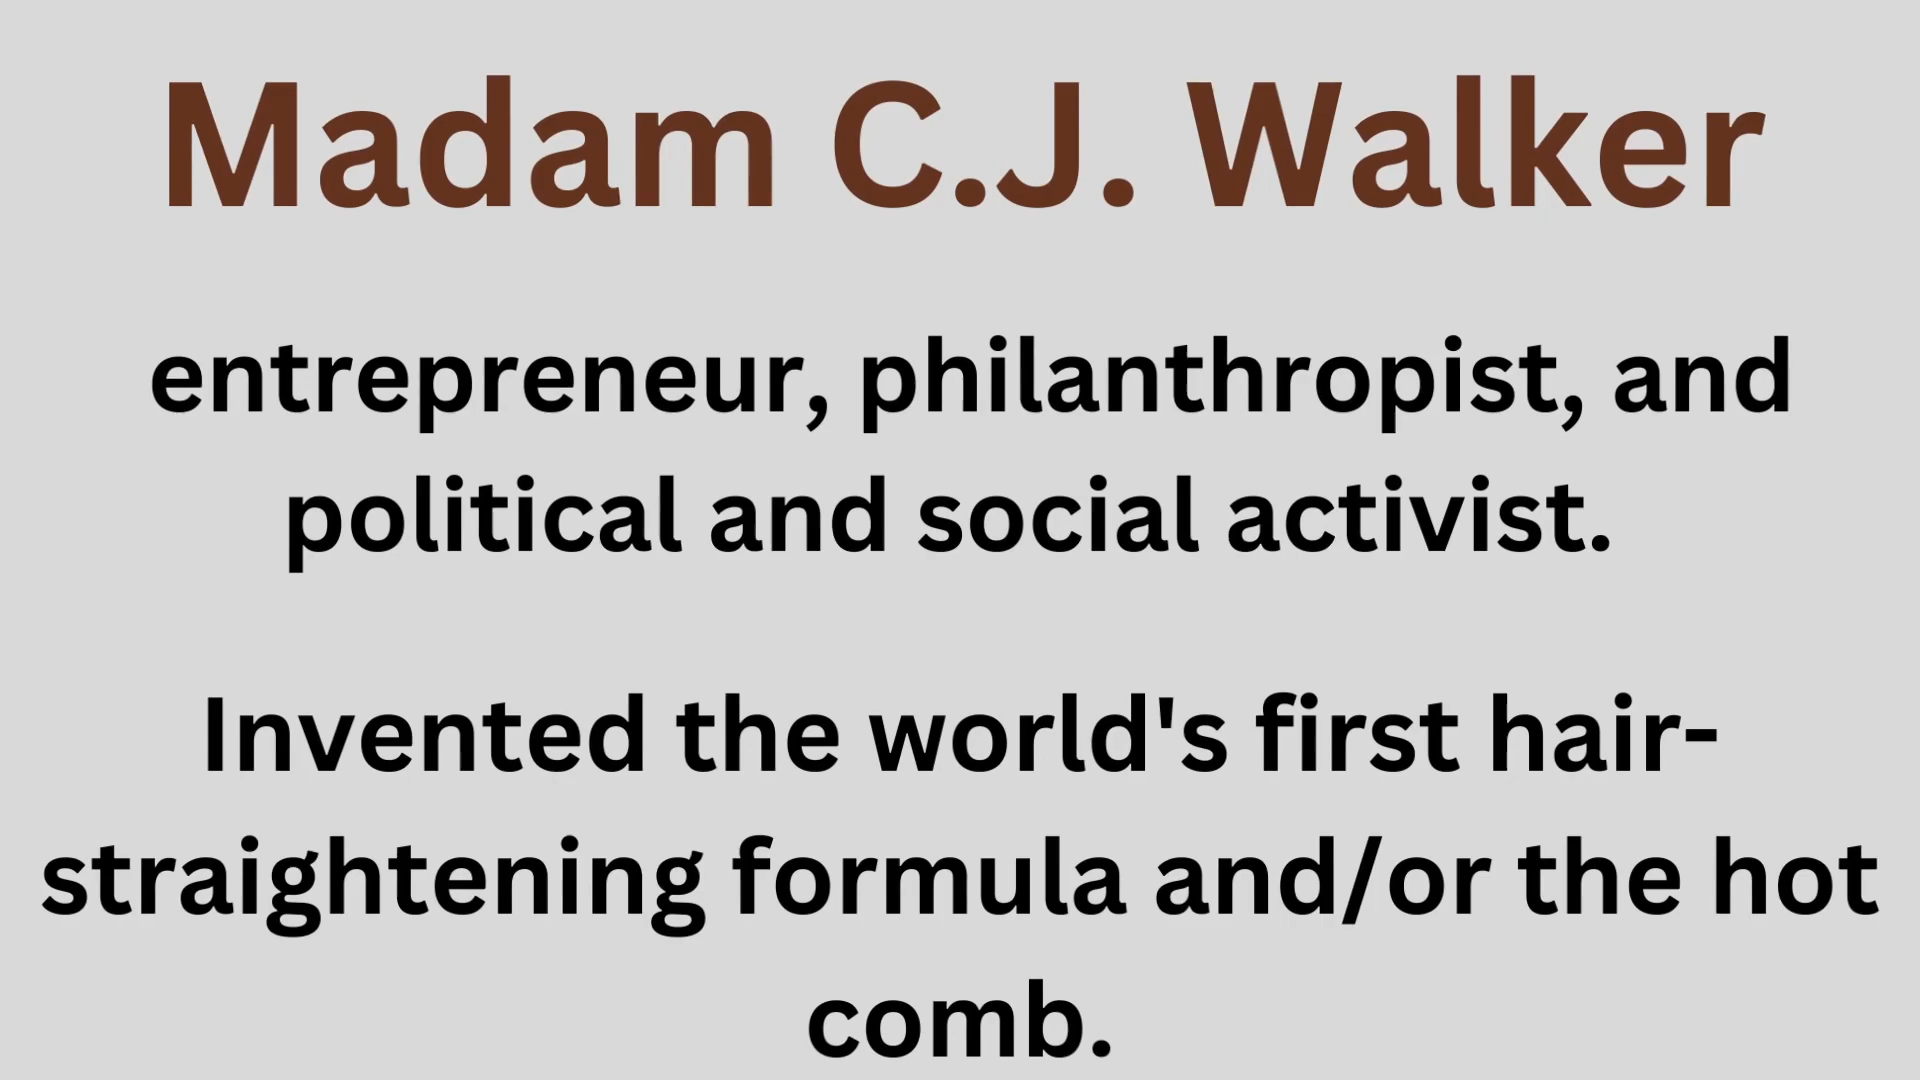 Madam C.J. Walker
entrepreneur, philanthropist, and
political and social activist.
Invented the world's first hair-
straightening formula and/or the hot
comb.